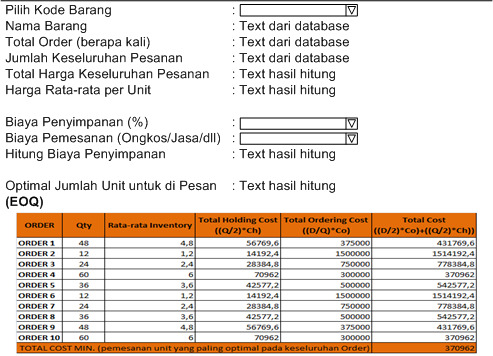 Pilih Kode Barang :
Nama Barang : Text dari database
Total Order (berapa kali) : Text dari database
Jumlah Keseluruhan Pesanan : Text dari database
Total Harga Keseluruhan Pesanan : Text hasil hitung
Harga Rata-rata per Unit : Text hasil hitung
Biaya Penyimpanan (%) :
Biaya Pemesanan (Ongkos/Jasa/dll) :
Hitung Biaya Penyimpanan : Text hasil hitung
Optimal Jumlah Unit untuk di Pesan : Text hasil hitung
(EOQ)
ORDER Qty Rata-rata Inventory Total Holding Cost ((Q/2)*Ch) Total Ordering Cost ((D/Q)*Co) Total Cost ((D/2)*Co)+((Q/2)*Ch))
ORDER 1 48 4,8 56769,6 375000 431769,6
ORDER 2 12 1,2 14192,4 1500000 1514192,4
ORDER 3 24 2,4 28384,8 750000 778384,8
ORDER 4 60 6 70962 300000 370962
ORDER 5 36 3,6 42577,2 500000 542577,2
ORDER 6 12 1,2 14192,4 1500000 1514192,4
ORDER 7 24 2,4 28384,8 750000 778384,8
ORDER 8 36 3,6 42577,2 500000 542577,2
ORDER 9 48 4,8 56769,6 375000 431769,6
ORDER 10 60 6 70962 300000 370962
TOTAL COST MIN. (pemesanan unit yang paling optimal pada keseluruhan Order) 370962